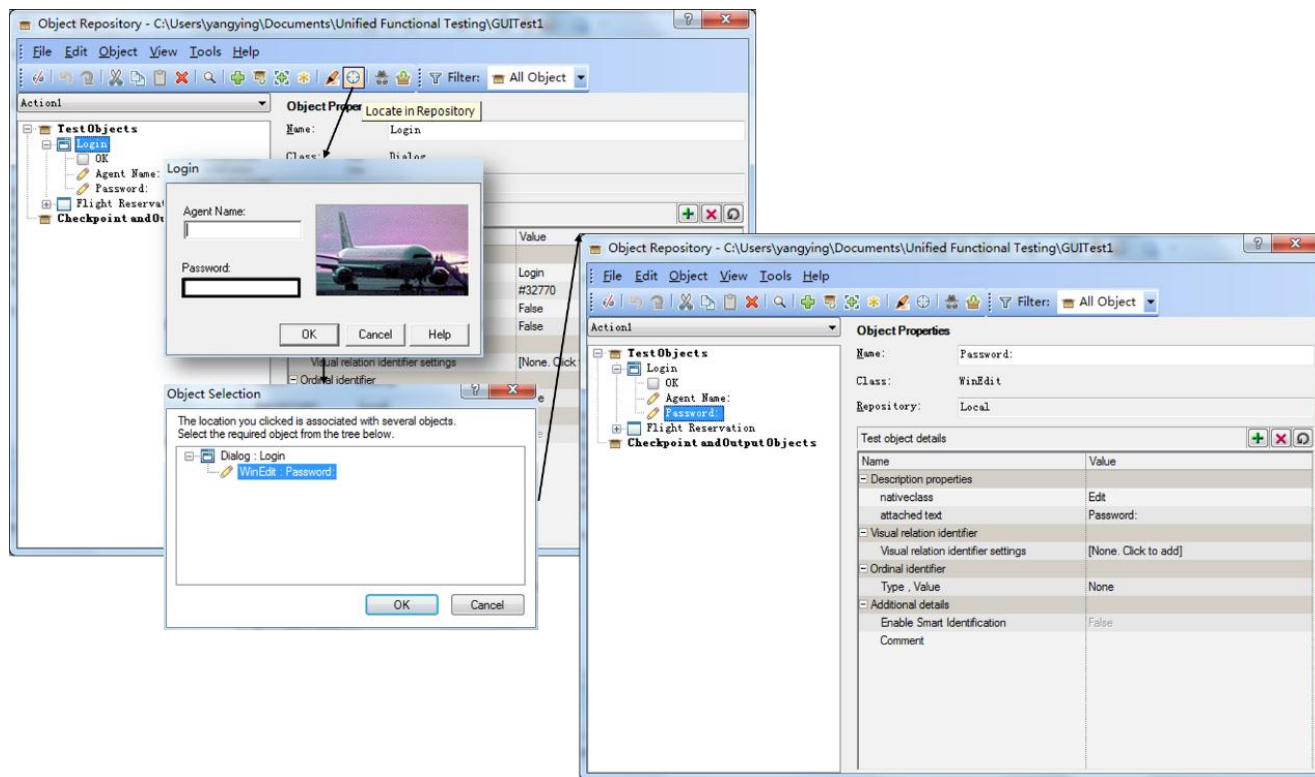 Object Repository - C:\Users\yangying\Documents\Unified Functional Testing\GUITest1
File Edit Object View Tools Help
Filter: All Object
Action1
Object Proper
Locate in Repository
TestObjects
Name: Login
Login
OK
Class: Dialog
Agent Name:
Password:
Flight Reserva
Checkpoint and Ou
Value
Login
#32770
False
False
Visual relation identifier settings [None. Click
Ordinal identifier
Login
Agent Name:
Password:
OK Cancel Help
Object Selection
The location you clicked is associated with several objects.
Select the required object from the tree below.
Dialog : Login
WinEdit : Password:
OK Cancel
Object Repository - C:\Users\yangying\Documents\Unified Functional Testing\GUITest1
File Edit Object View Tools Help
Filter: All Object
Action1
TestObjects
Login
OK
Agent Name:
Password:
Flight Reservation
Checkpoint and Output Objects
Object Properties
Name: Password:
Class: WinEdit
Repository: Local
Test object details
Name Value
Description properties
nativeclass Edit
attached text Password:
Visual relation identifier
Visual relation identifier settings [None. Click to add]
Ordinal identifier
Type , Value None
Additional details
Enable Smart Identification False
Comment